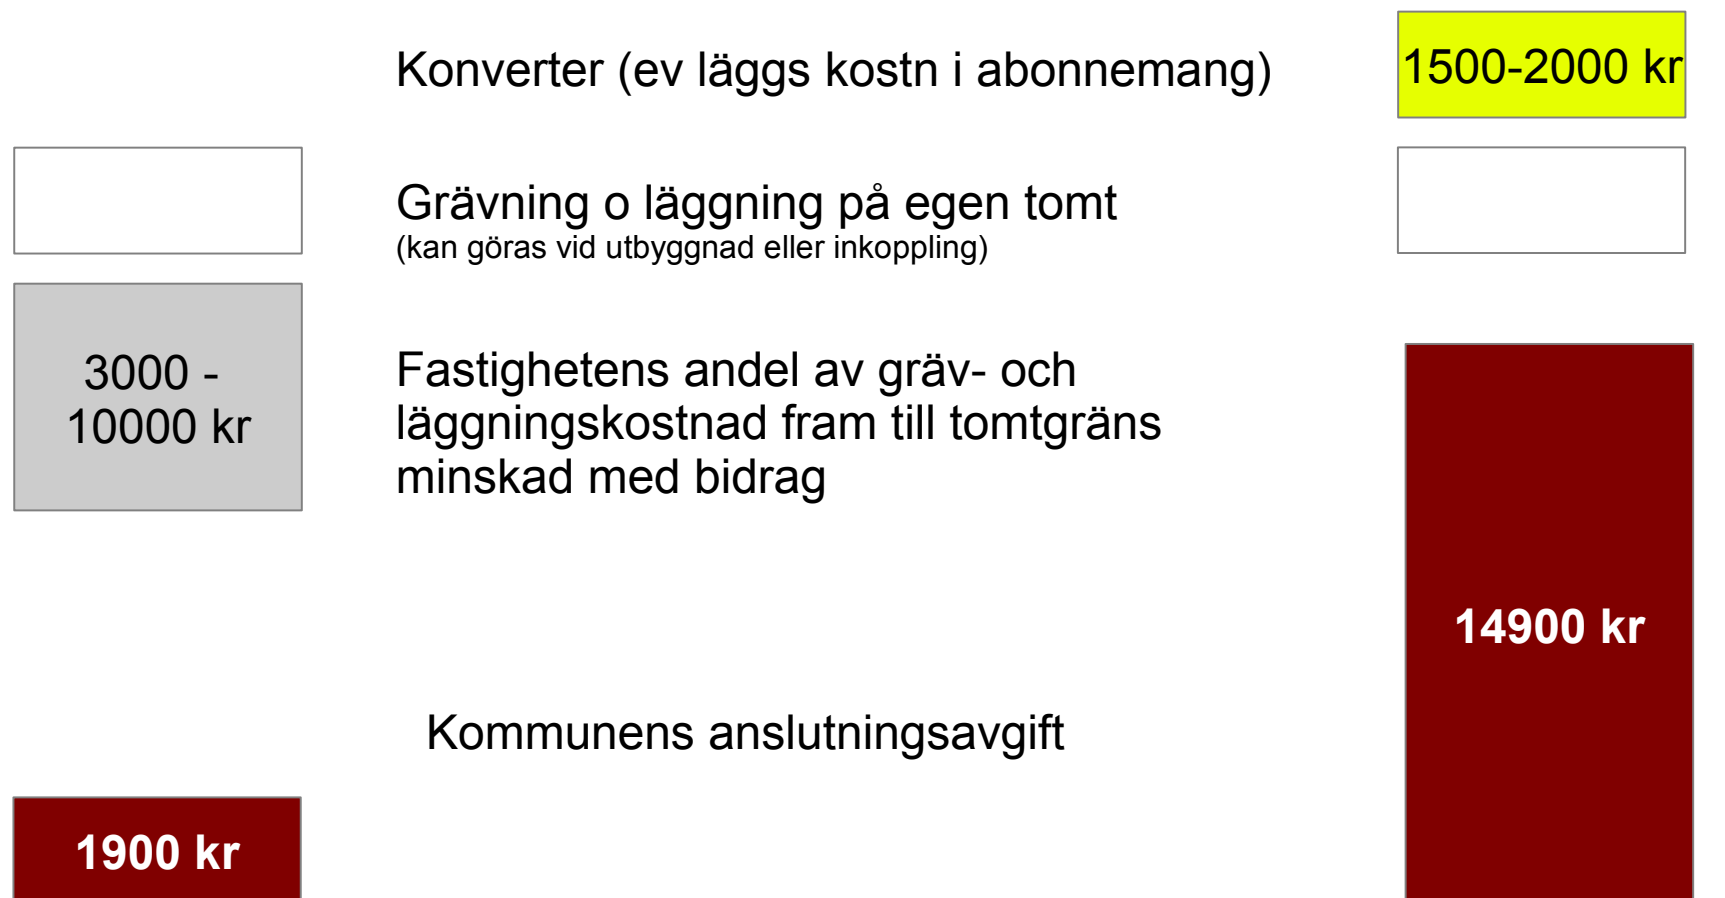 Konverter (ev läggs kostn i abonnemang)
1500-2000 kr
Grävning o läggning på egen tomt
(kan göras vid utbyggnad eller inkoppling)
3000 -
10000 kr
Fastighetens andel av gräv- och
läggningskostnad fram till tomtgräns
minskad med bidrag
14900 kr
Kommunens anslutningsavgift
1900 kr